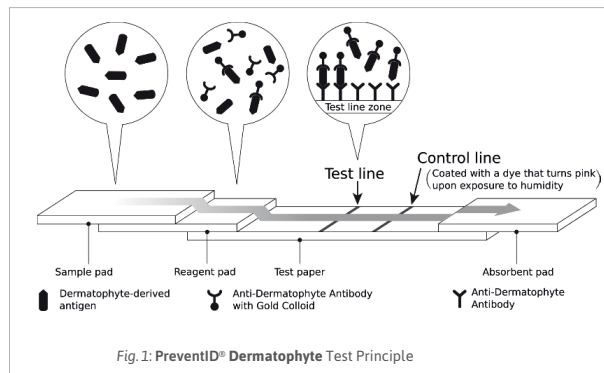 Test line zone
Test line
Control line
(Coated with a dye that turns pink
upon exposure to humidity)
Sample pad
Reagent pad
Test paper
Absorbent pad
Dermatophyte-derived
antigen
Anti-Dermatophyte Antibody
with Gold Colloid
Anti-Dermatophyte
Antibody
Fig. 1: PreventID® Dermatophyte Test Principle